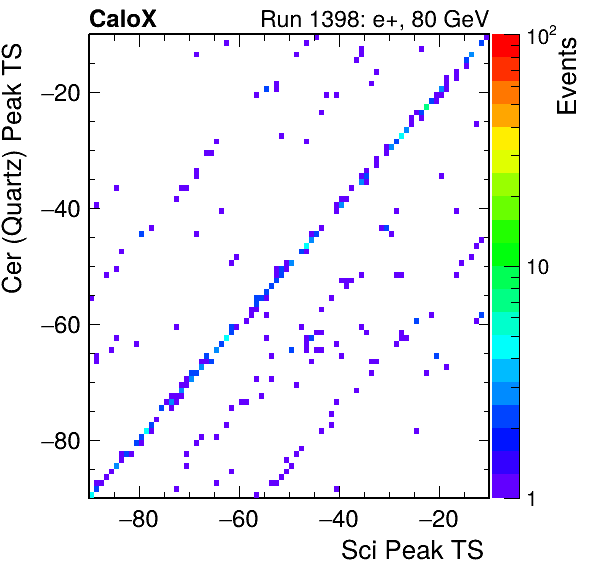 CaloX Run 1398: e+, 80 GeV
Cer (Quartz) Peak TS
−20
−40
−60
−80
−80 −60 −40 −20
Sci Peak TS
10²
10
1
Events